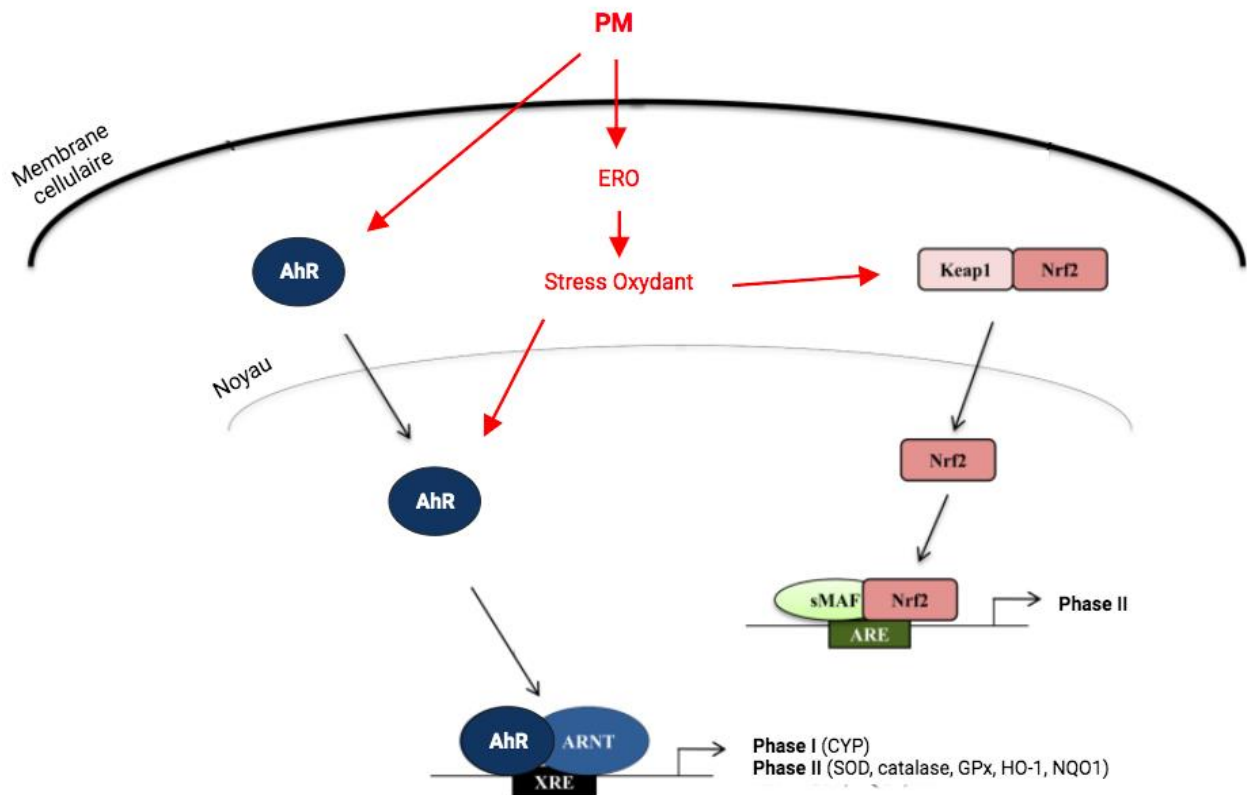 PM
Membrane
cellulaire
ERO
AhR
Stress Oxydant
Keap1
Nrf2
Noyau
Nrf2
AhR
sMAF
Nrf2
Phase II
ARE
AhR
ARNT
Phase I (CYP)
Phase II (SOD, catalase, GPx, HO-1, NQO1)
XRE